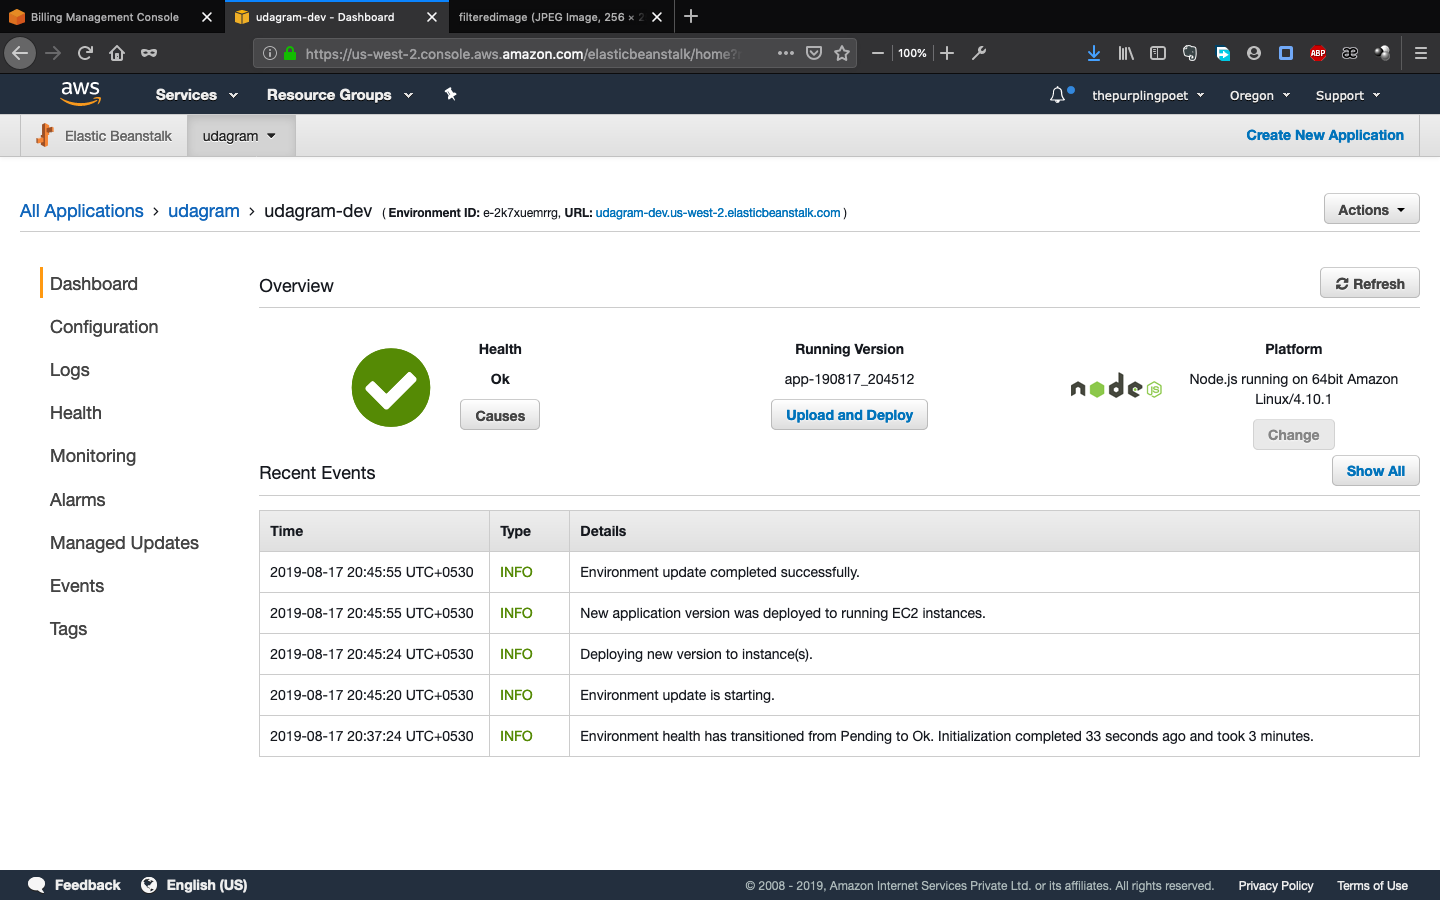 Billing Management Console
udagram-dev - Dashboard
filteredimage (JPEG Image, 256 × 2
https://us-west-2.console.aws.amazon.com/elasticbeanstalk/home?
100%
ABP
æ
aws
Services
Resource Groups
thepurplingpoet
Oregon
Support
Elastic Beanstalk
udagram
Create New Application
All Applications › udagram › udagram-dev ( Environment ID: e-2k7xuemrrg, URL: udagram-dev.us-west-2.elasticbeanstalk.com )
Actions
Dashboard
Configuration
Logs
Health
Monitoring
Alarms
Managed Updates
Events
Tags
Overview
Refresh
Health
Ok
Causes
Running Version
app-190817_204512
Upload and Deploy
node
JS
Platform
Node.js running on 64bit Amazon
Linux/4.10.1
Change
Recent Events
Show All
Time Type Details
2019-08-17 20:45:55 UTC+0530 INFO Environment update completed successfully.
2019-08-17 20:45:55 UTC+0530 INFO New application version was deployed to running EC2 instances.
2019-08-17 20:45:24 UTC+0530 INFO Deploying new version to instance(s).
2019-08-17 20:45:20 UTC+0530 INFO Environment update is starting.
2019-08-17 20:37:24 UTC+0530 INFO Environment health has transitioned from Pending to Ok. Initialization completed 33 seconds ago and took 3 minutes.
Feedback
English (US)
© 2008 - 2019, Amazon Internet Services Private Ltd. or its affiliates. All rights reserved.
Privacy Policy
Terms of Use